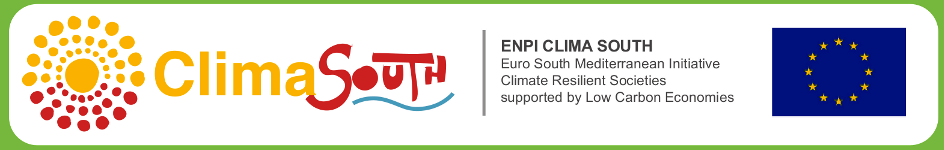 ClimaSouth
ENPI CLIMA SOUTH
Euro South Mediterranean Initiative
Climate Resilient Societies
supported by Low Carbon Economies